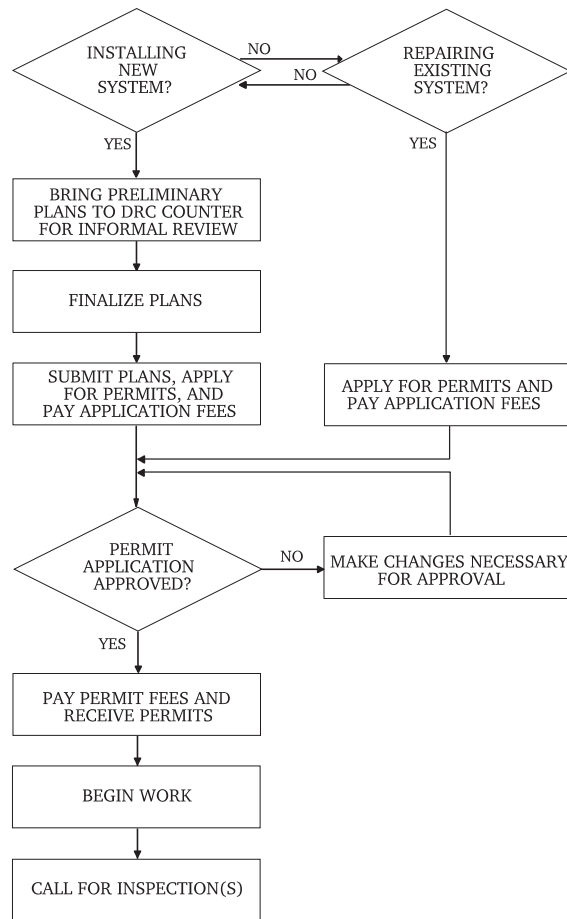 INSTALLING
NEW
SYSTEM?
NO
NO
REPAIRING
EXISTING
SYSTEM?
YES
YES
BRING PRELIMINARY
PLANS TO DRC COUNTER
FOR INFORMAL REVIEW
FINALIZE PLANS
SUBMIT PLANS, APPLY
FOR PERMITS, AND
PAY APPLICATION FEES
APPLY FOR PERMITS AND
PAY APPLICATION FEES
PERMIT
APPLICATION
APPROVED?
NO
MAKE CHANGES NECESSARY
FOR APPROVAL
YES
PAY PERMIT FEES AND
RECEIVE PERMITS
BEGIN WORK
CALL FOR INSPECTION(S)